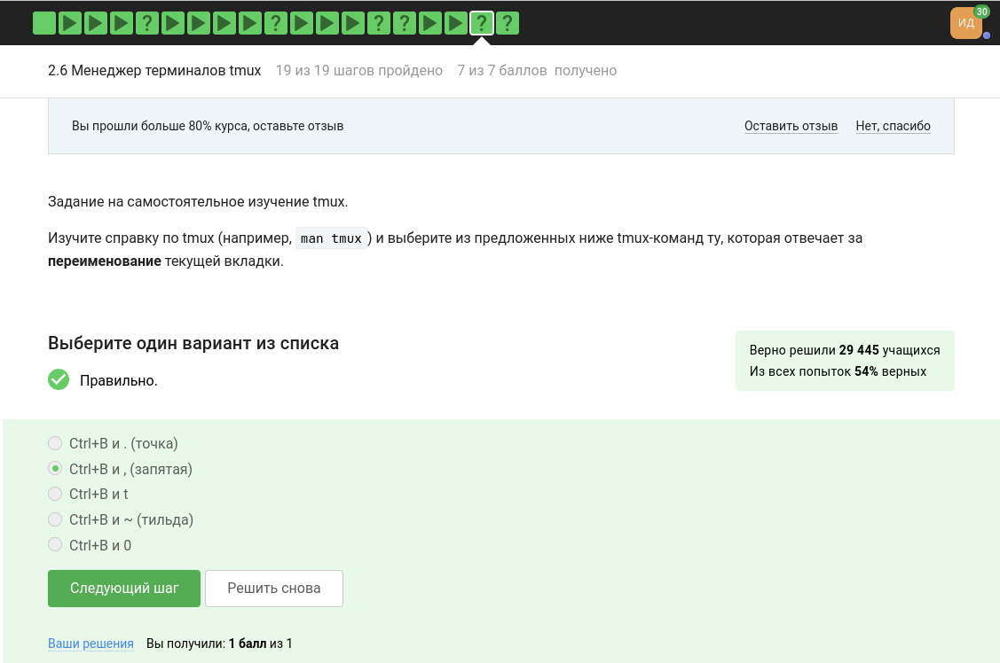 ? ? ? ? ? ?
ИД 30
2.6 Менеджер терминалов tmux 19 из 19 шагов пройдено 7 из 7 баллов получено
Вы прошли больше 80% курса, оставьте отзыв Оставить отзыв Нет, спасибо
Задание на самостоятельное изучение tmux.
Изучите справку по tmux (например, man tmux ) и выберите из предложенных ниже tmux-команд ту, которая отвечает за
переименование текущей вкладки.
Выберите один вариант из списка
Правильно.
Верно решили 29 445 учащихся
Из всех попыток 54% верных
Ctrl+B и . (точка)
Ctrl+B и , (запятая)
Ctrl+B и t
Ctrl+B и ~ (тильда)
Ctrl+B и 0
Следующий шаг Решить снова
Ваши решения Вы получили: 1 балл из 1